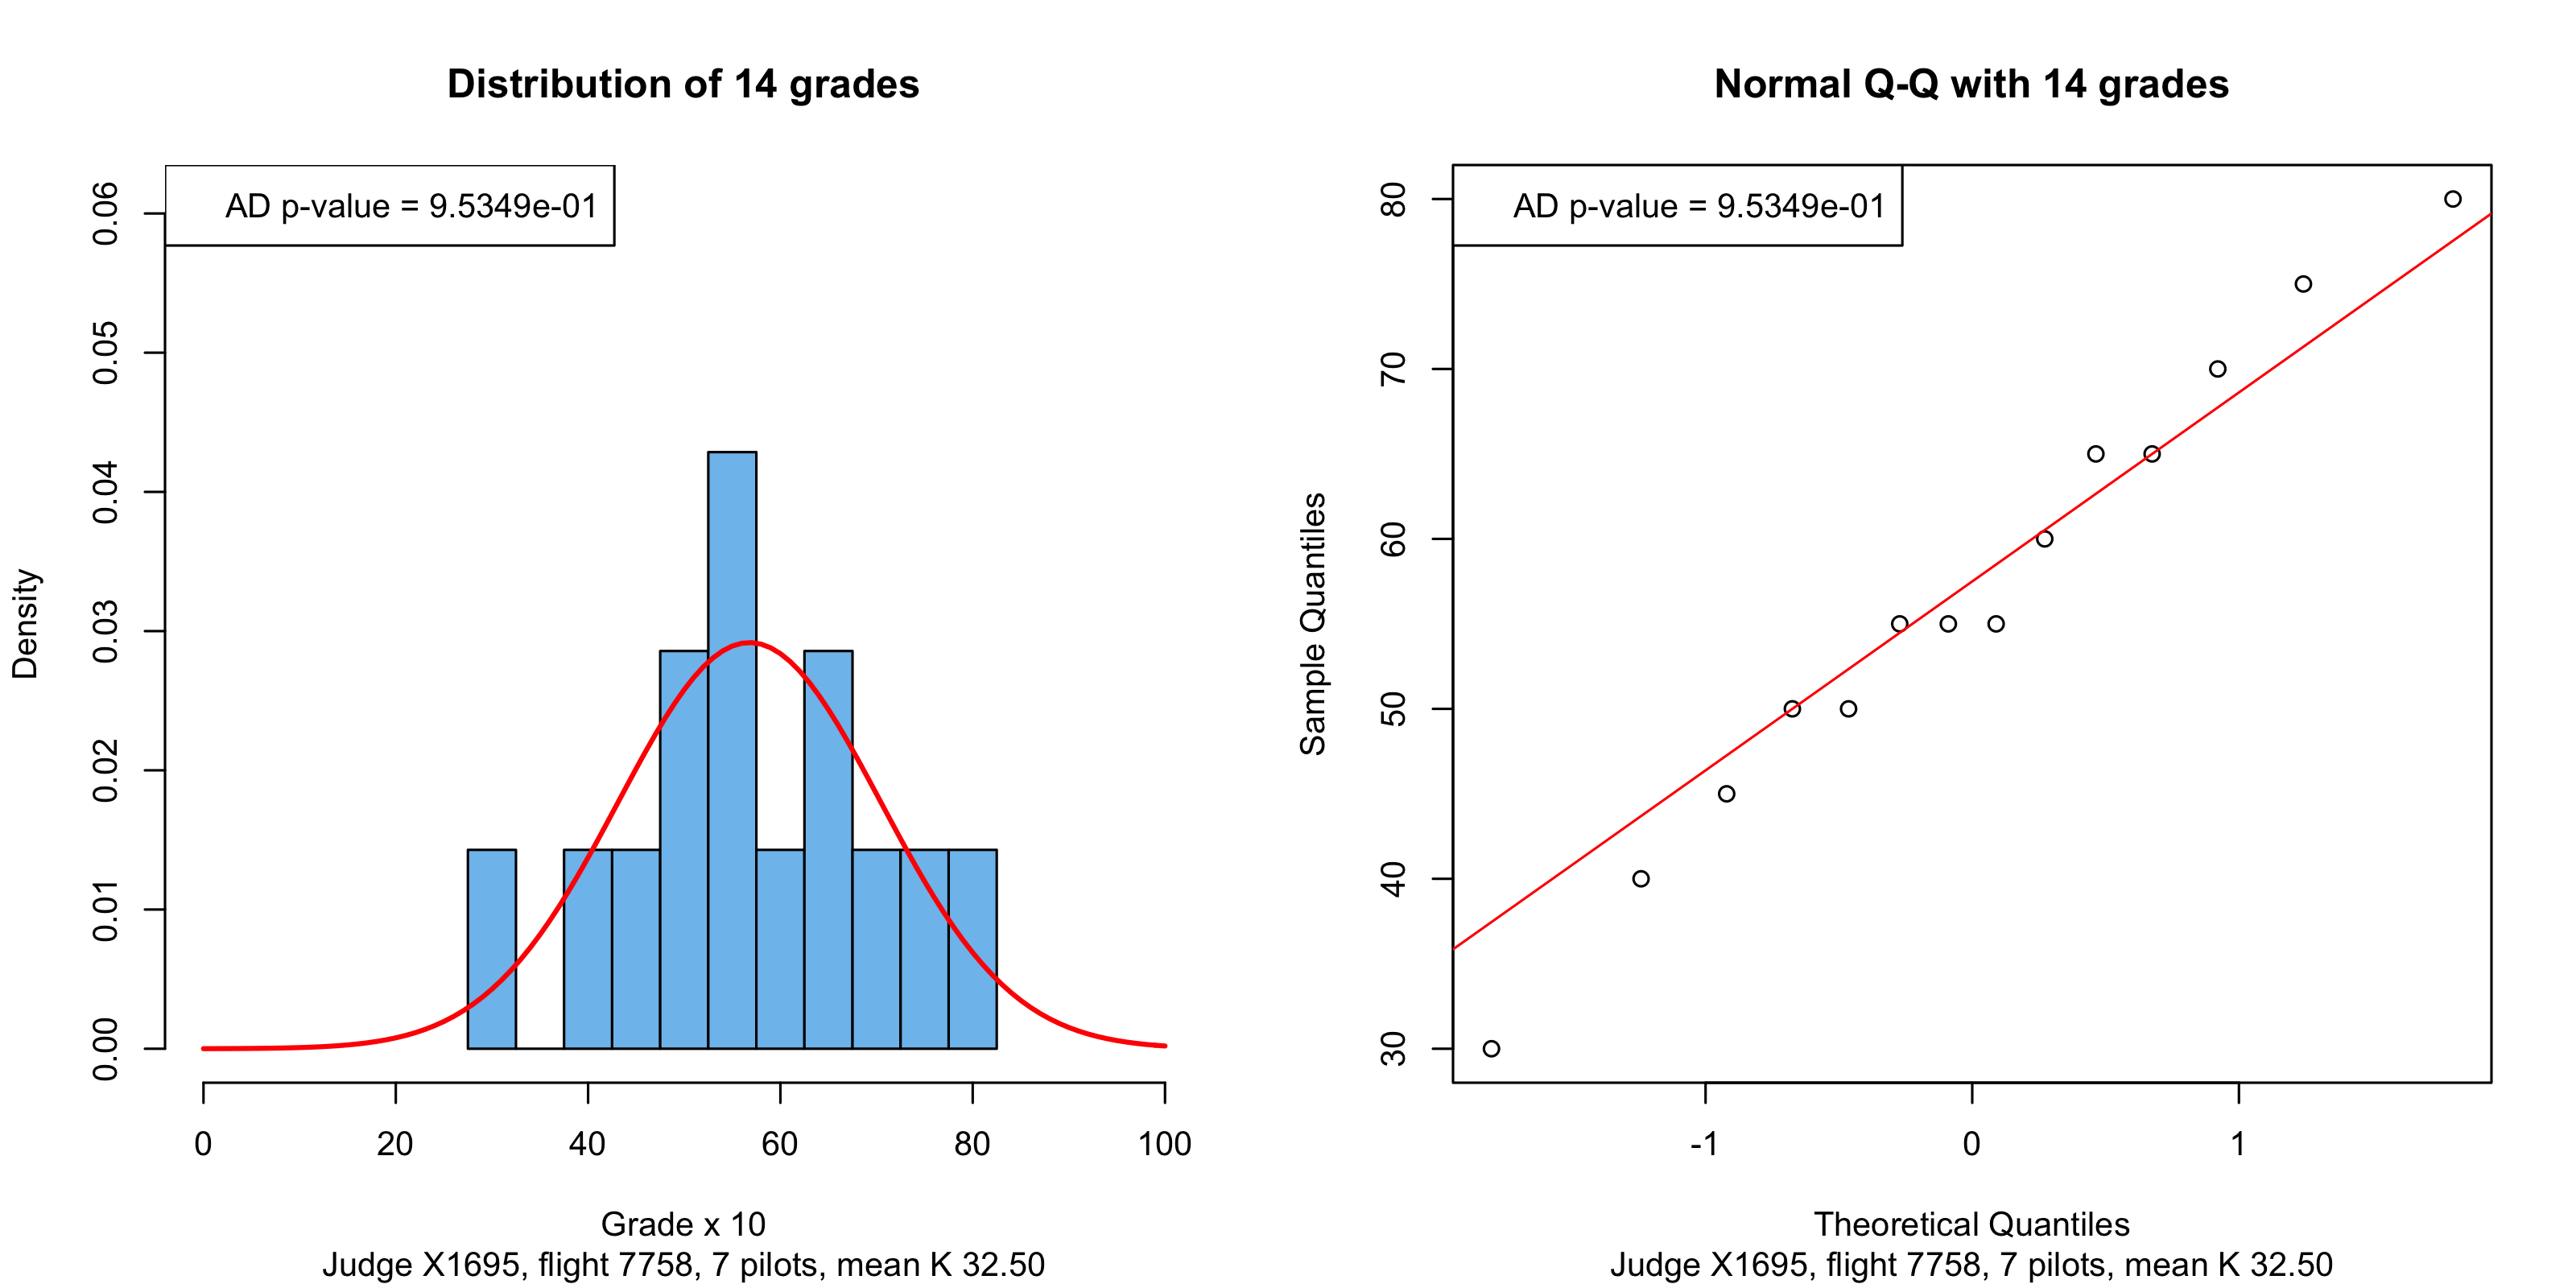 Distribution of 14 grades
AD p-value = 9.5349e-01
0.06
0.05
0.04
0.03
0.02
0.01
0.00
Density
0 20 40 60 80 100
Grade x 10
Judge X1695, flight 7758, 7 pilots, mean K 32.50
Normal Q-Q with 14 grades
AD p-value = 9.5349e-01
80
70
60
50
40
30
Sample Quantiles
-1 0 1
Theoretical Quantiles
Judge X1695, flight 7758, 7 pilots, mean K 32.50